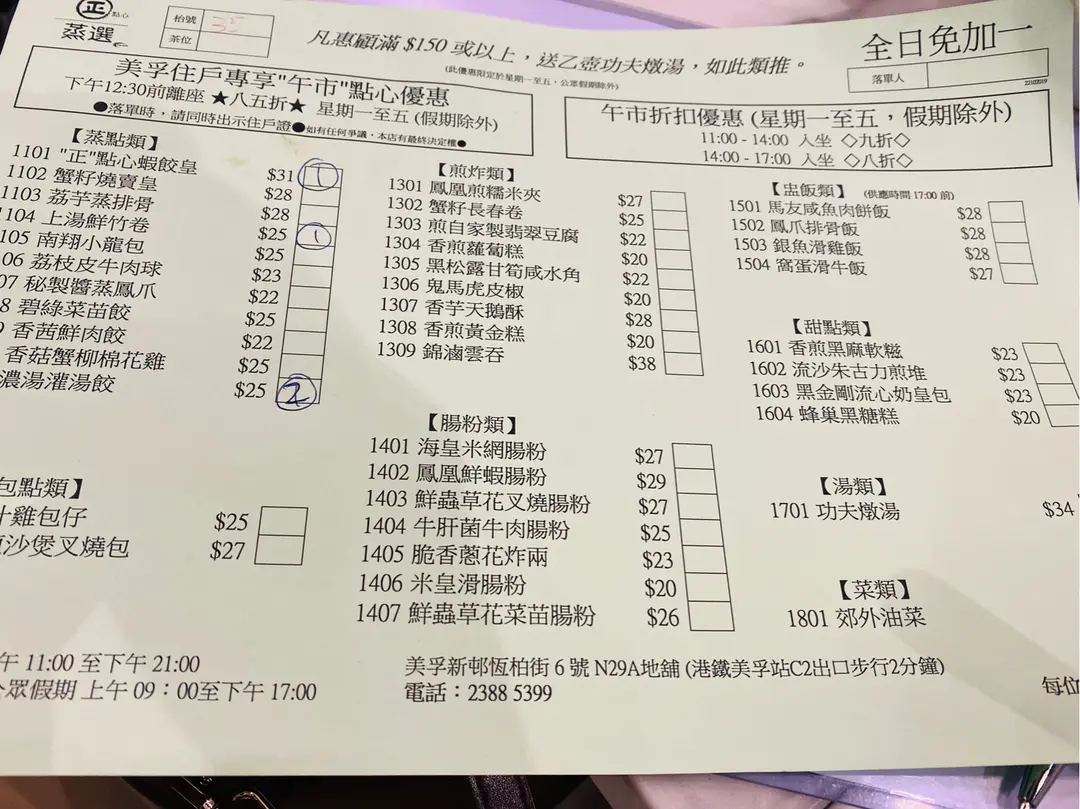 正
點心
蒸選
枱號 35
茶位
凡惠顧滿 $150 或以上，送乙壺功夫燉湯，如此類推。
(此優惠限定於星期一至五，公眾假期除外)
全日免加一
落單人
22102019
美孚住戶專享"午市"點心優惠
下午12:30前離座 ★八五折★ 星期一至五 (假期除外)
●落單時，請同時出示住戶證●如有任何爭議，本店有最終決定權●
午市折扣優惠 (星期一至五，假期除外)
11:00 - 14:00 入坐 ◇九折◇
14:00 - 17:00 入坐 ◇八折◇
【蒸點類】
1101 "正"點心蝦餃皇 $31 1
1102 蟹籽燒賣皇 $28
1103 荔芋蒸排骨 $28
104 上湯鮮竹卷 $25 1
105 南翔小龍包 $25
06 荔枝皮牛肉球 $23
07 秘製醬蒸鳳爪 $22
8 碧綠菜苗餃 $25
9 香茜鮮肉餃 $22
香菇蟹柳棉花雞 $25
濃湯灌湯餃 $25 2
包點類】
汁雞包仔 $25
沙煲叉燒包 $27
【煎炸類】
1301 鳳凰煎糯米夾 $27
1302 蟹籽長春卷 $25
1303 煎自家製翡翠豆腐 $22
1304 香煎蘿蔔糕 $20
1305 黑松露甘筍咸水角 $22
1306 鬼馬虎皮椒 $20
1307 香芋天鵝酥 $28
1308 香煎黃金糕 $20
1309 錦滷雲吞 $38
【腸粉類】
1401 海皇米網腸粉 $27
1402 鳳凰鮮蝦腸粉 $29
1403 鮮蟲草花叉燒腸粉 $27
1404 牛肝菌牛肉腸粉 $25
1405 脆香蔥花炸兩 $23
1406 米皇滑腸粉 $20
1407 鮮蟲草花菜苗腸粉 $26
【盅飯類】 (供應時間 17:00 前)
1501 馬友咸魚肉餅飯 $28
1502 鳳爪排骨飯 $28
1503 銀魚滑雞飯 $28
1504 窩蛋滑牛飯 $27
【甜點類】
1601 香煎黑麻軟糍 $23
1602 流沙朱古力煎堆 $23
1603 黑金剛流心奶皇包 $23
1604 蜂巢黑糖糕 $20
【湯類】
1701 功夫燉湯 $34
【菜類】
1801 郊外油菜
午 11:00 至下午 21:00
眾假期 上午 09：00至下午 17:00
美孚新邨恆柏街 6 號 N29A地舖 (港鐵美孚站C2出口步行2分鐘)
電話：2388 5399
每位